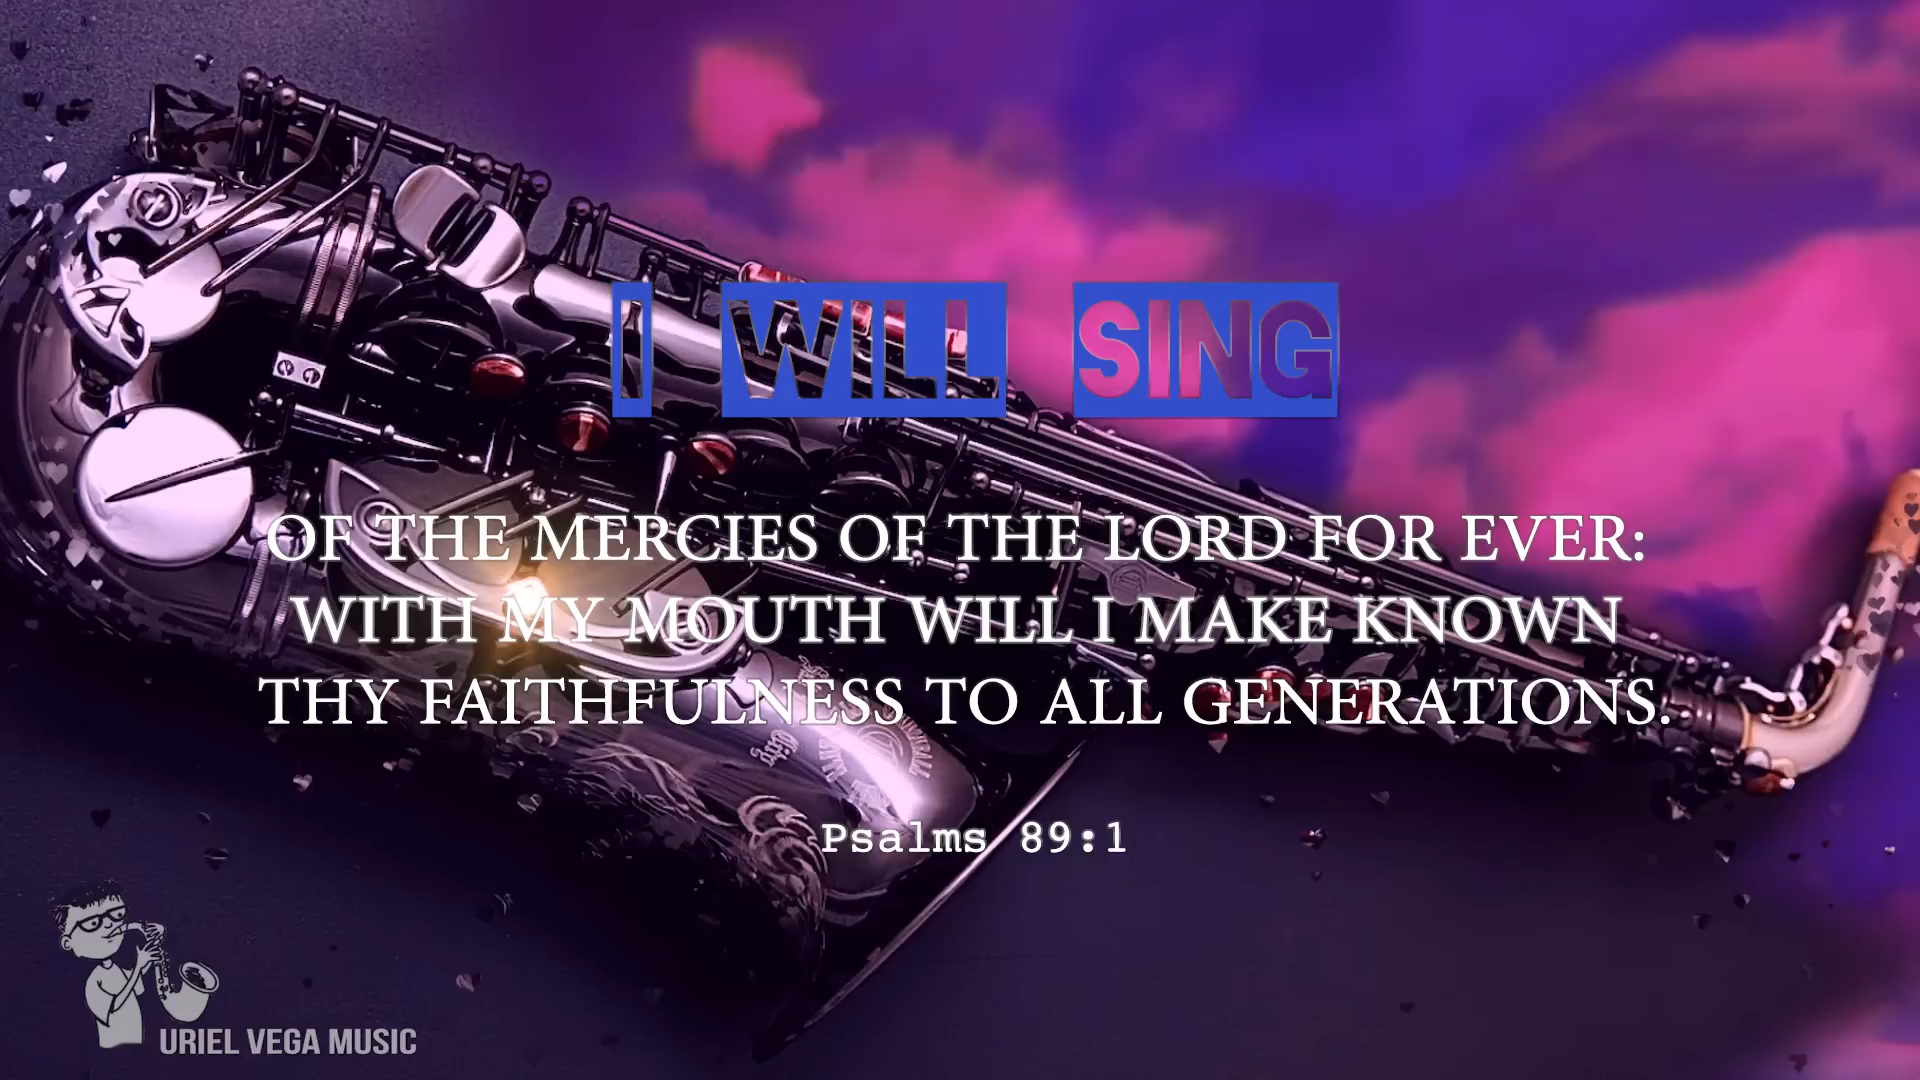 I WILL SING
OF THE MERCIES OF THE LORD FOR EVER:
WITH MY MOUTH WILL I MAKE KNOWN
THY FAITHFULNESS TO ALL GENERATIONS.
Psalms 89:1
URIEL VEGA MUSIC